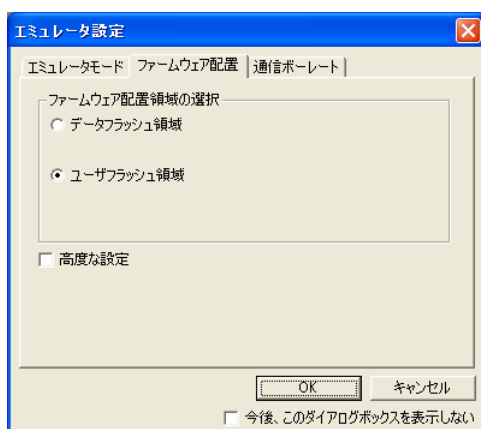 エミュレータ設定
エミュレータモード ファームウェア配置 通信ボーレート
ファームウェア配置領域の選択
データフラッシュ領域
ユーザフラッシュ領域
高度な設定
OK キャンセル
今後、このダイアログボックスを表示しない